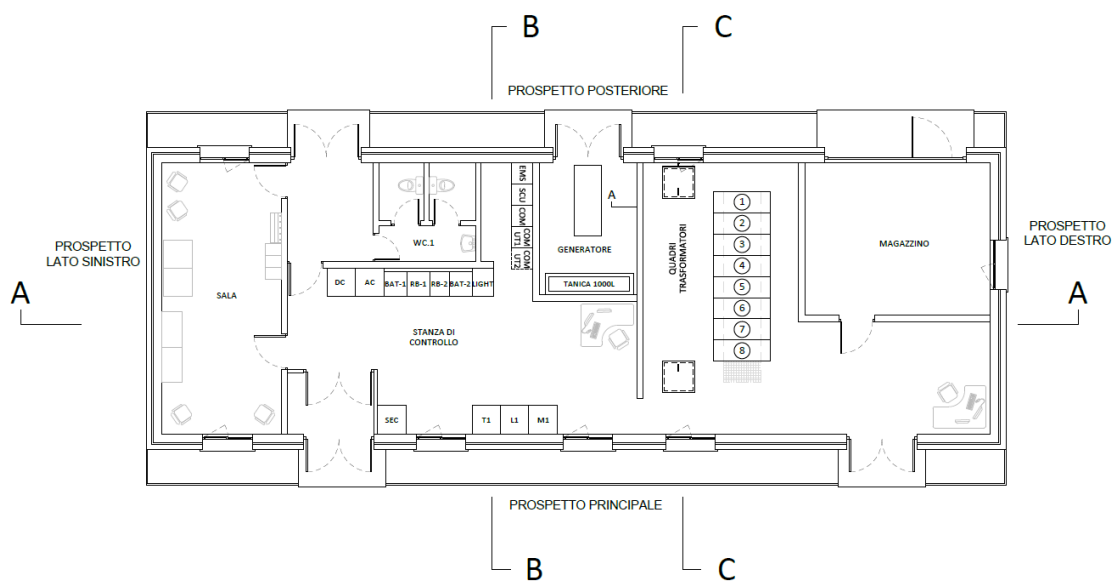 B
C
PROSPETTO POSTERIORE
PROSPETTO
LATO SINISTRO
A
SALA
WC.1
DC
AC
BAT-1
RB-1
RB-2
BAT-2
LIGHT
STANZA DI
CONTROLLO
EMS
SCU
COM
COM
UT1
COM
UT2
A
GENERATORE
TANICA 1000L
QUADRI
TRASFORMATORI
1
2
3
4
5
6
7
8
MAGAZZINO
PROSPETTO
LATO DESTRO
A
SEC
T1
L1
M1
PROSPETTO PRINCIPALE
B
C